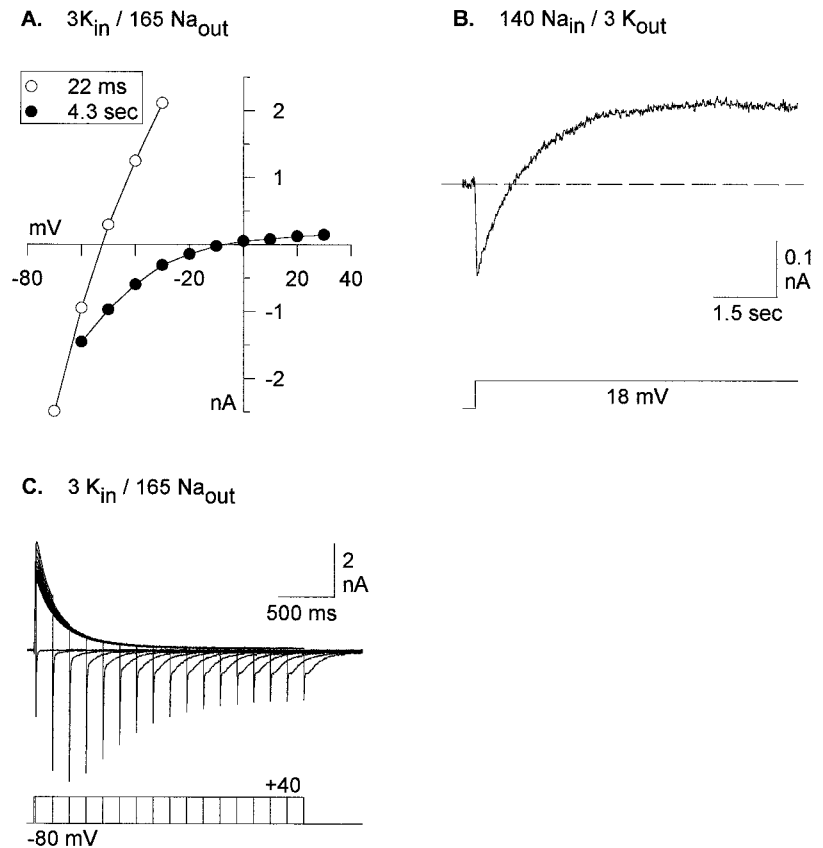 A. 3Kin / 165 Naout
22 ms
4.3 sec
2
1
mV
-80
-20
20
40
-1
-2
nA
B. 140 Nain / 3 Kout
0.1
nA
1.5 sec
18 mV
C. 3 Kin / 165 Naout
2
nA
500 ms
+40
-80 mV